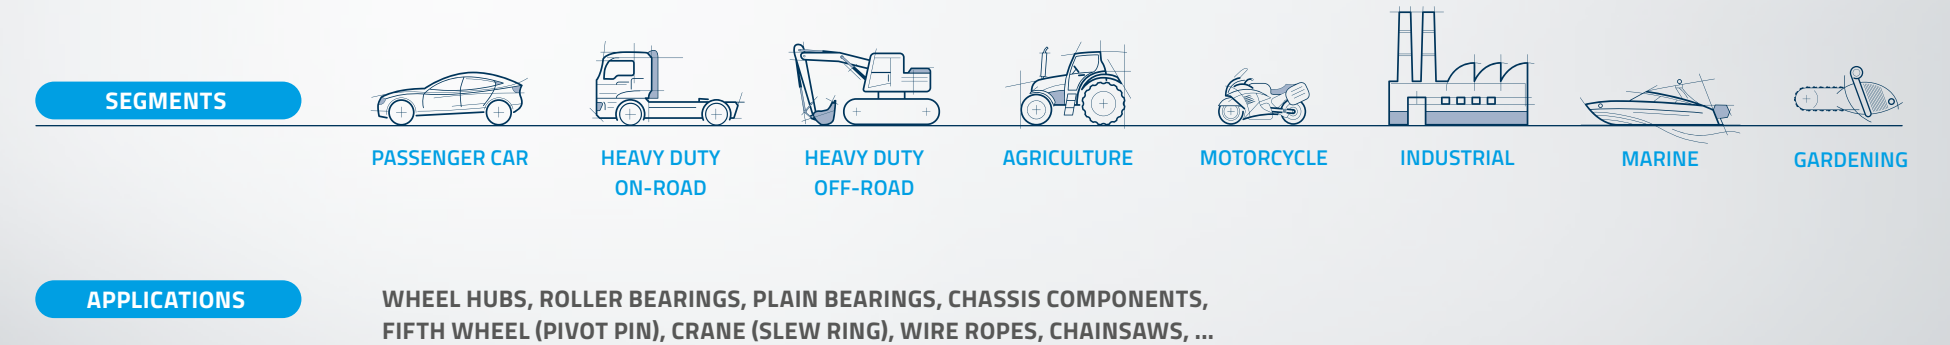 SEGMENTS
PASSENGER CAR
HEAVY DUTY
ON-ROAD
HEAVY DUTY
OFF-ROAD
AGRICULTURE
MOTORCYCLE
INDUSTRIAL
MARINE
GARDENING
APPLICATIONS
WHEEL HUBS, ROLLER BEARINGS, PLAIN BEARINGS, CHASSIS COMPONENTS,
FIFTH WHEEL (PIVOT PIN), CRANE (SLEW RING), WIRE ROPES, CHAINSAWS, ...